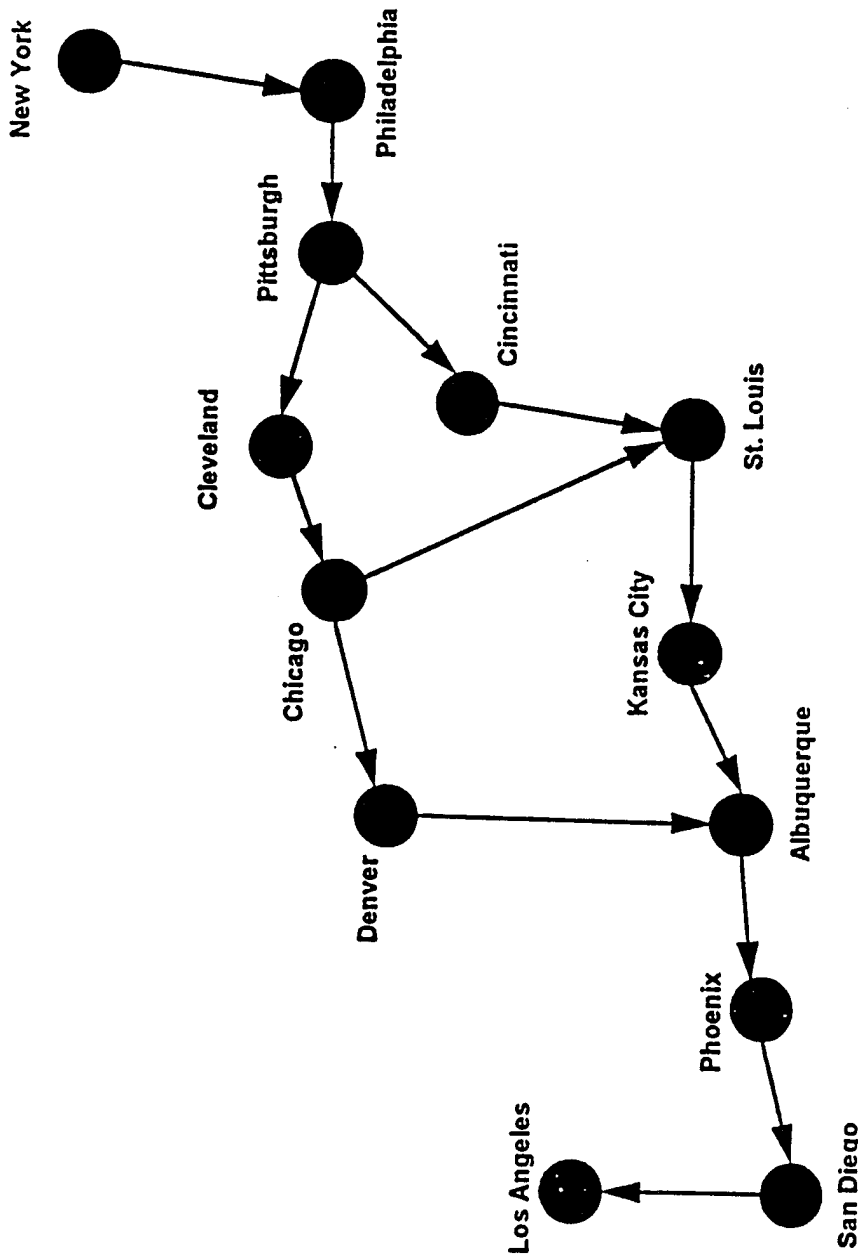 New York
Philadelphia
Pittsburgh
Cincinnati
Cleveland
St. Louis
Chicago
Kansas City
Denver
Albuquerque
Phoenix
Los Angeles
San Diego